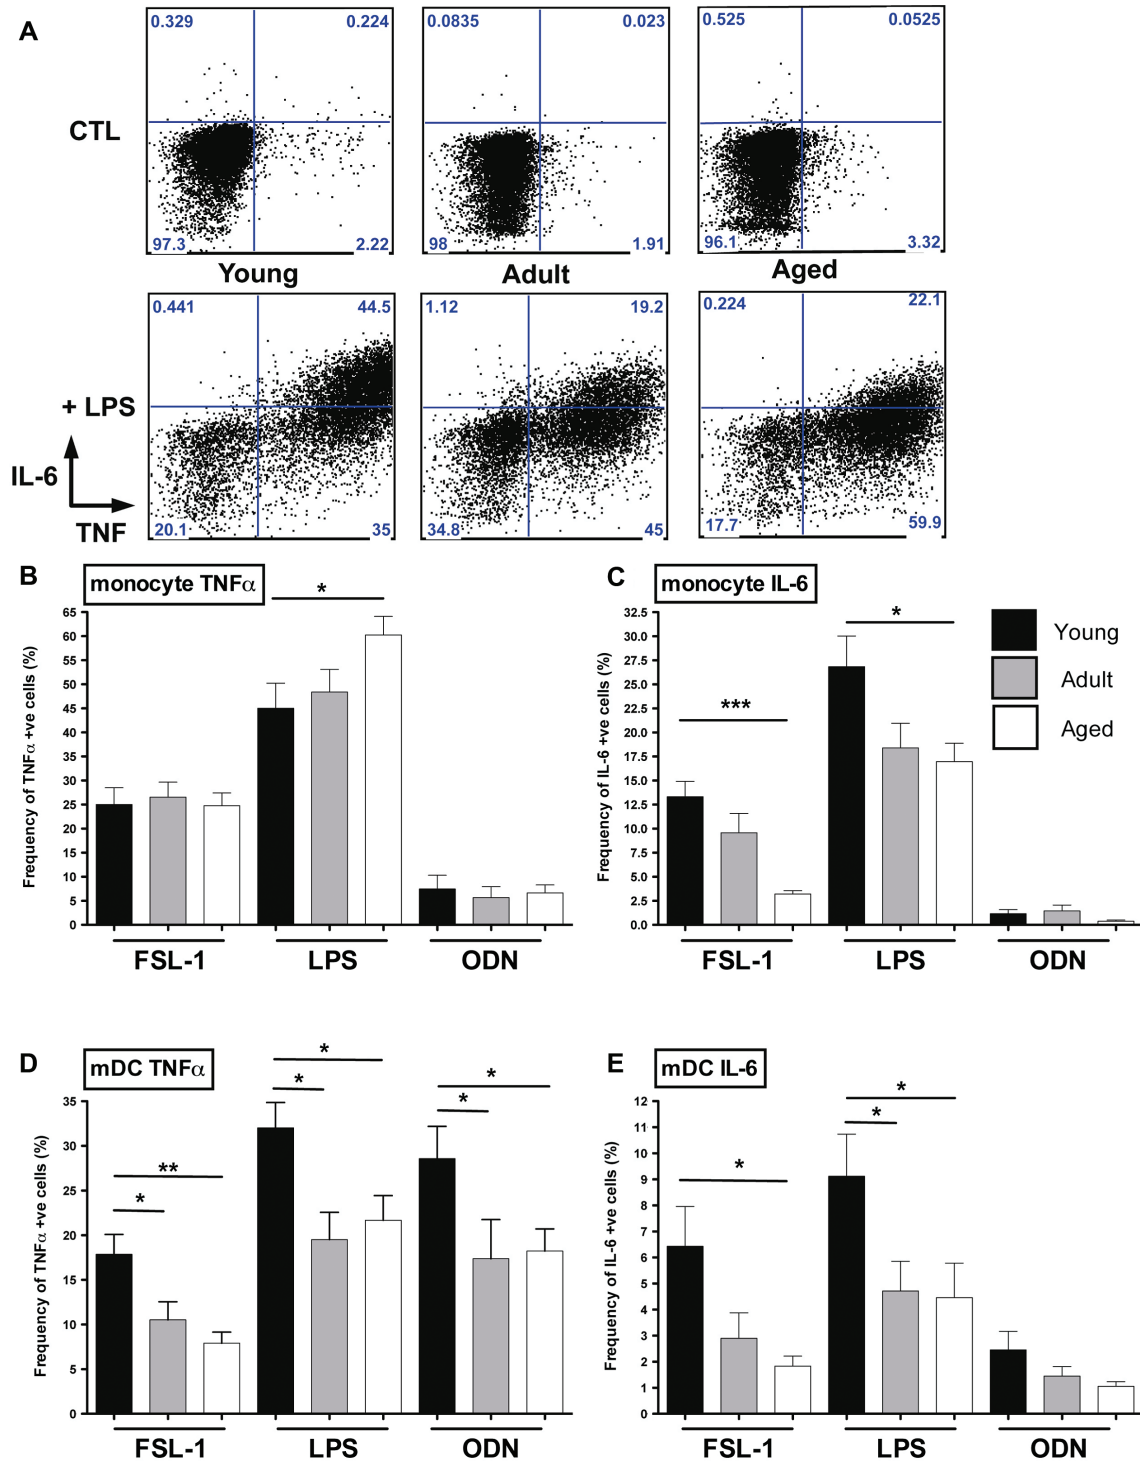 A
0.329 0.224 0.0835 0.023 0.525 0.0525
CTL
97.3 2.22 98 1.91 96.1 3.32
Young Adult Aged
0.441 44.5 1.12 19.2 0.224 22.1
+ LPS
IL-6
TNF
20.1 35 34.8 45 17.7 59.9
B
monocyte TNFα
*
Frequency of TNFα +ve cells (%)
65
60
55
50
45
40
35
30
25
20
15
10
5
0
FSL-1 LPS ODN
C
monocyte IL-6
*
***
Frequency of IL-6 +ve cells (%)
32.5
30.0
27.5
25.0
22.5
20.0
17.5
15.0
12.5
10.0
7.5
5.0
2.5
0.0
FSL-1 LPS ODN
Young
Adult
Aged
D
mDC TNFα
*
*
*
*
**
*
Frequency of TNFα +ve cells (%)
35
30
25
20
15
10
5
0
FSL-1 LPS ODN
E
mDC IL-6
*
*
*
Frequency of IL-6 +ve cells (%)
12
11
10
9
8
7
6
5
4
3
2
1
0
FSL-1 LPS ODN